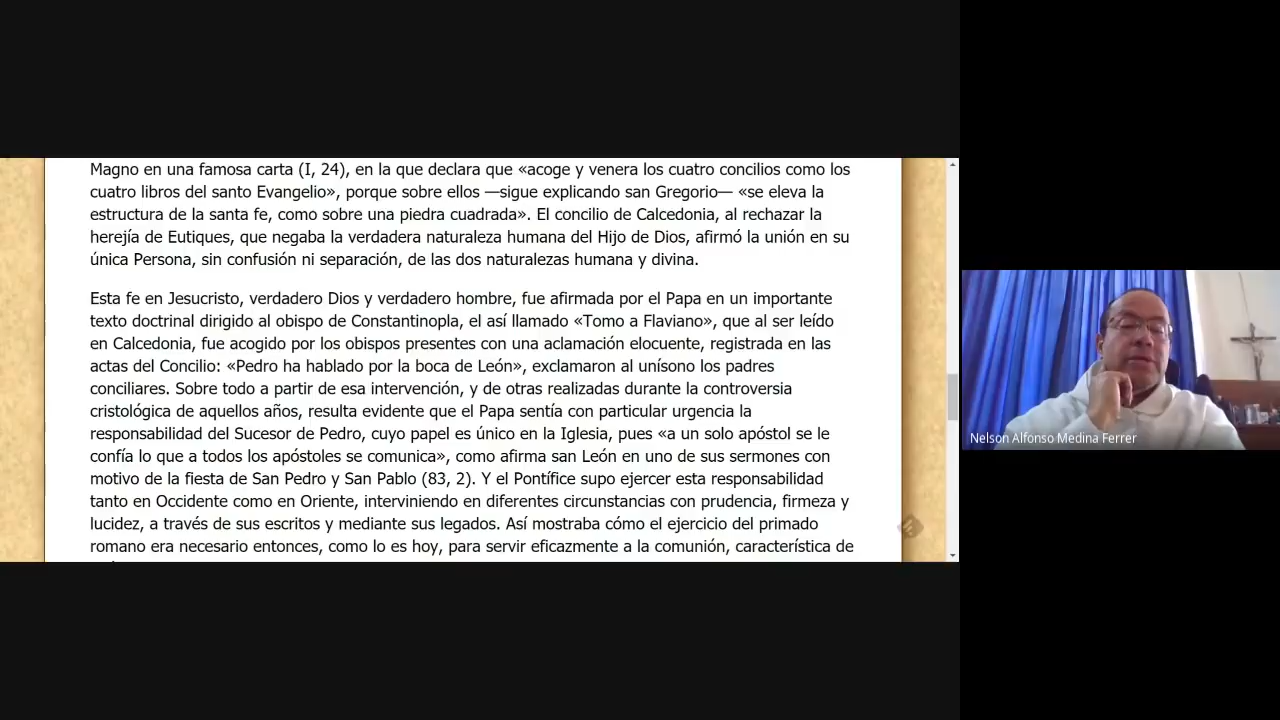 Magno en una famosa carta (I, 24), en la que declara que «acoge y venera los cuatro concilios como los
cuatro libros del santo Evangelio», porque sobre ellos —sigue explicando san Gregorio— «se eleva la
estructura de la santa fe, como sobre una piedra cuadrada». El concilio de Calcedonia, al rechazar la
herejía de Eutiques, que negaba la verdadera naturaleza humana del Hijo de Dios, afirmó la unión en su
única Persona, sin confusión ni separación, de las dos naturalezas humana y divina.
Esta fe en Jesucristo, verdadero Dios y verdadero hombre, fue afirmada por el Papa en un importante
texto doctrinal dirigido al obispo de Constantinopla, el así llamado «Tomo a Flaviano», que al ser leído
en Calcedonia, fue acogido por los obispos presentes con una aclamación elocuente, registrada en las
actas del Concilio: «Pedro ha hablado por la boca de León», exclamaron al unísono los padres
conciliares. Sobre todo a partir de esa intervención, y de otras realizadas durante la controversia
cristológica de aquellos años, resulta evidente que el Papa sentía con particular urgencia la
responsabilidad del Sucesor de Pedro, cuyo papel es único en la Iglesia, pues «a un solo apóstol se le
confía lo que a todos los apóstoles se comunica», como afirma san León en uno de sus sermones con
motivo de la fiesta de San Pedro y San Pablo (83, 2). Y el Pontífice supo ejercer esta responsabilidad
tanto en Occidente como en Oriente, interviniendo en diferentes circunstancias con prudencia, firmeza y
lucidez, a través de sus escritos y mediante sus legados. Así mostraba cómo el ejercicio del primado
romano era necesario entonces, como lo es hoy, para servir eficazmente a la comunión, característica de
Nelson Alfonso Medina Ferrer